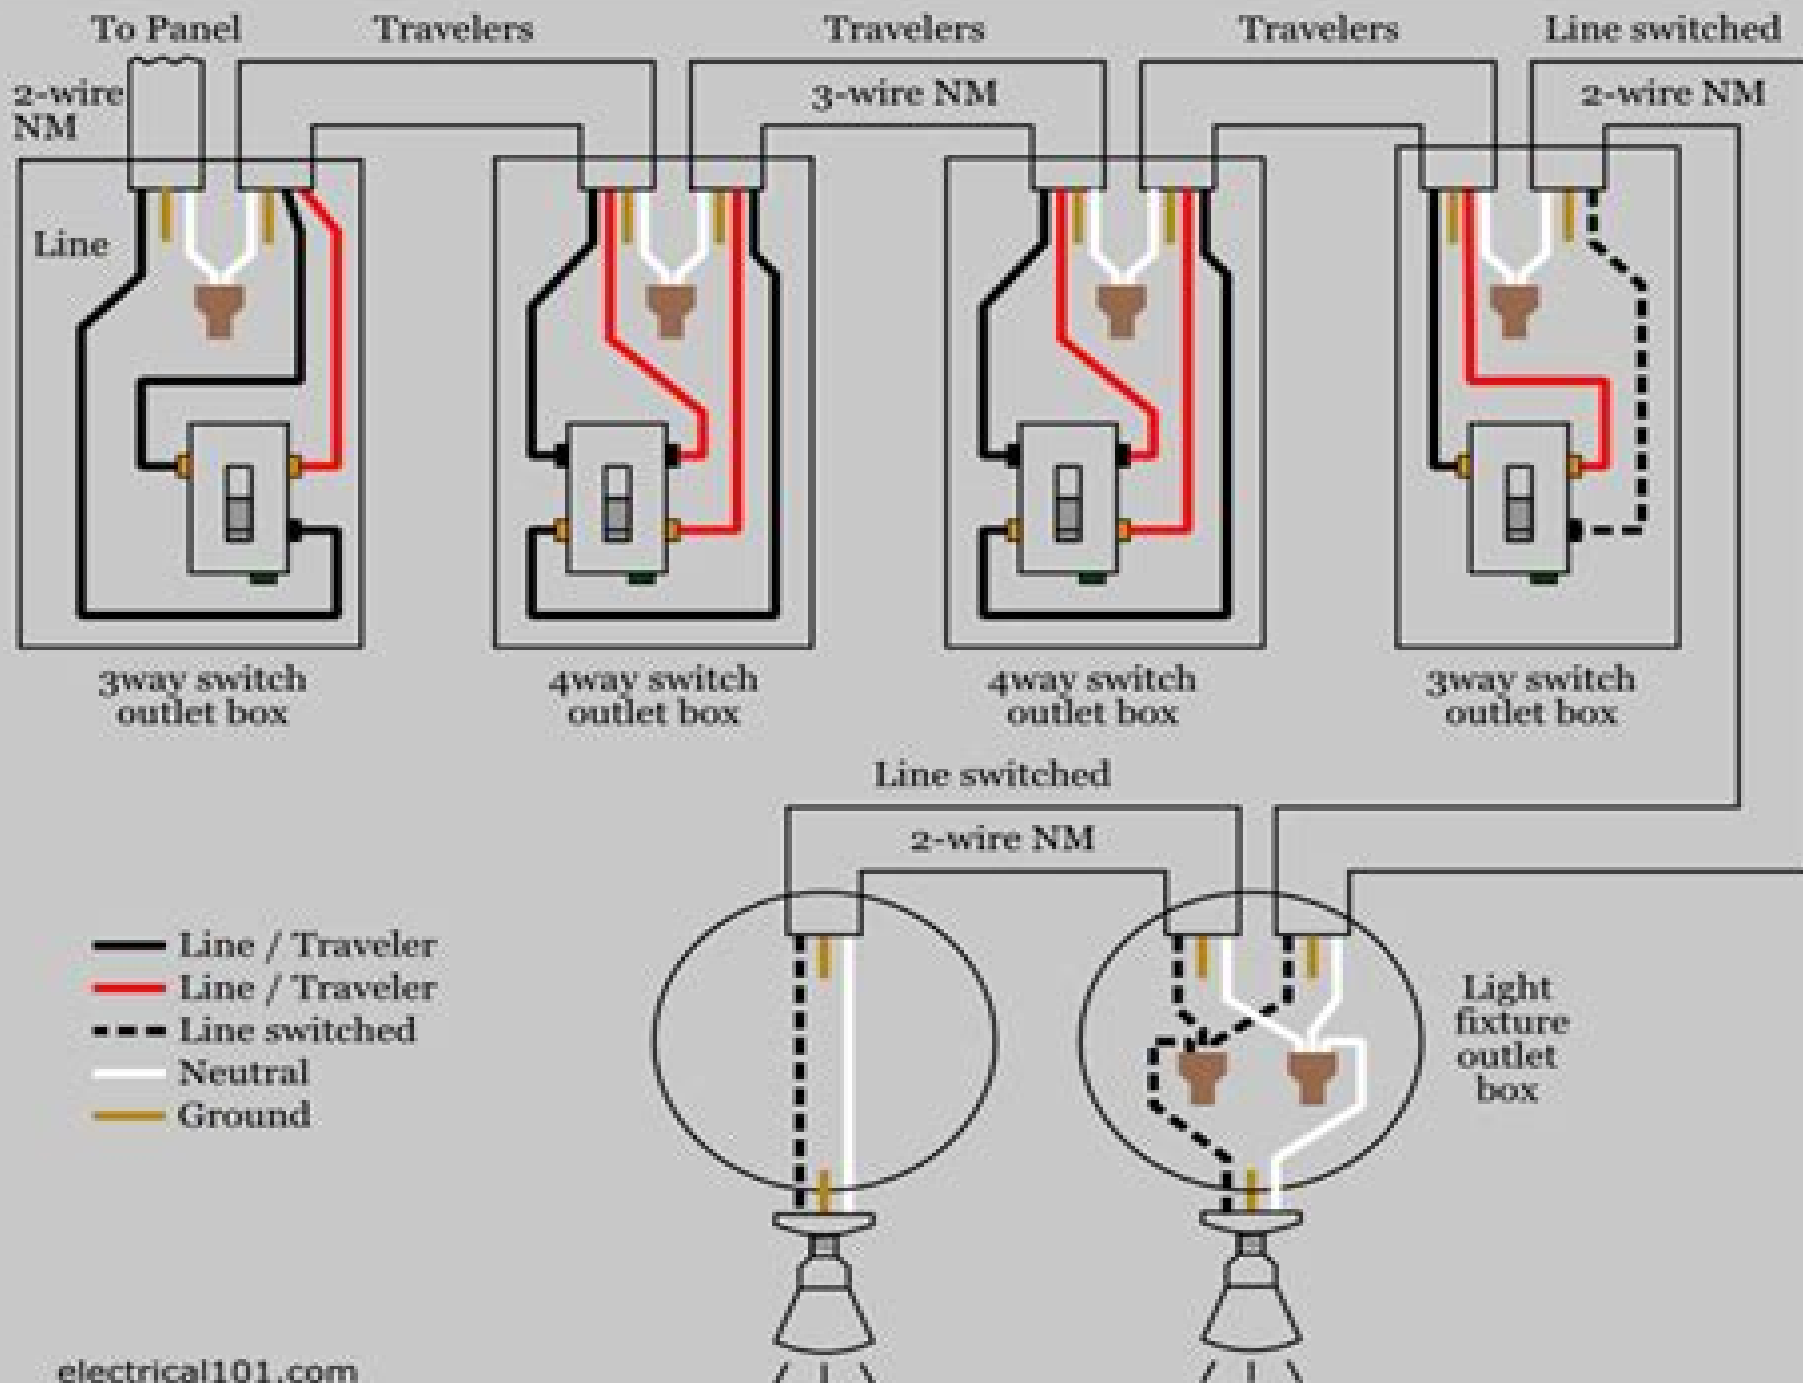 To Panel
Travelers
Travelers
Travelers
Line switched
2-wire
NM
3-wire NM
2-wire NM
Line
3way switch
outlet box
4way switch
outlet box
4way switch
outlet box
3way switch
outlet box
Line switched
2-wire NM
Line / Traveler
Line / Traveler
Line switched
Neutral
Ground
Light
fixture
outlet
box
electrical101.com